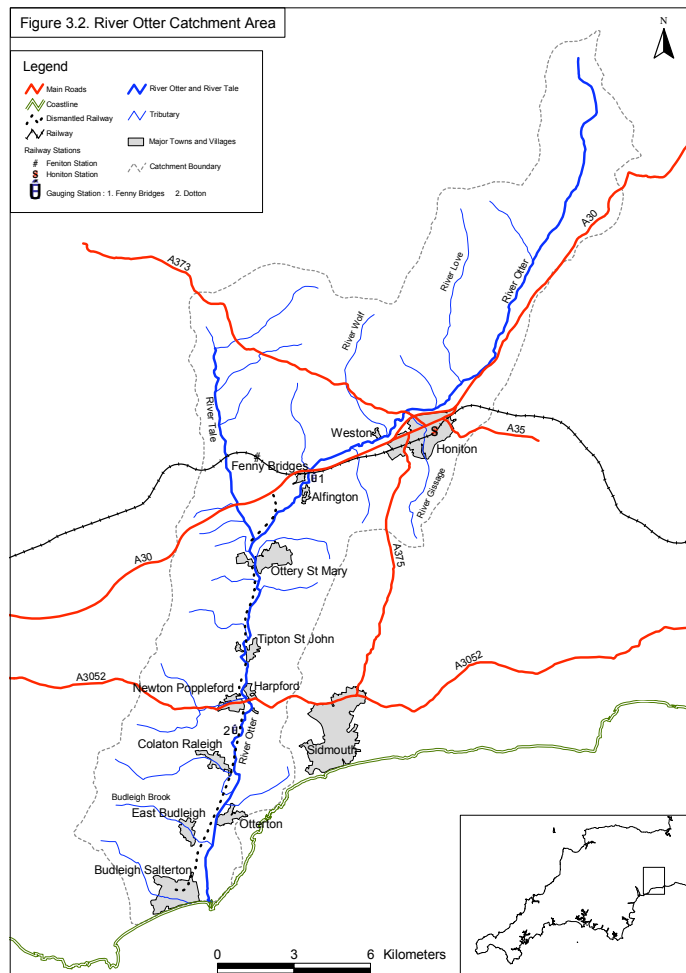 Figure 3.2. River Otter Catchment Area
N
Legend
Main Roads
Coastline
Dismantled Railway
Railway
Railway Stations
# Feniton Station
S Honiton Station
Gauging Station : 1. Fenny Bridges 2. Dotton
River Otter and River Tale
Tributary
Major Towns and Villages
Catchment Boundary
A30
A373
River Love
River Otter
River Wolf
River Tale
Weston
S
A35
Honiton
#
Fenny Bridges
1
Alfington
River Gissage
A30
A375
Ottery St Mary
Tipton St John
A3052
A3052
Newton Poppleford
Harpford
2
River Otter
Colaton Raleigh
Sidmouth
Budleigh Brook
East Budleigh
Otterton
Budleigh Salterton
0 3 6 Kilometers